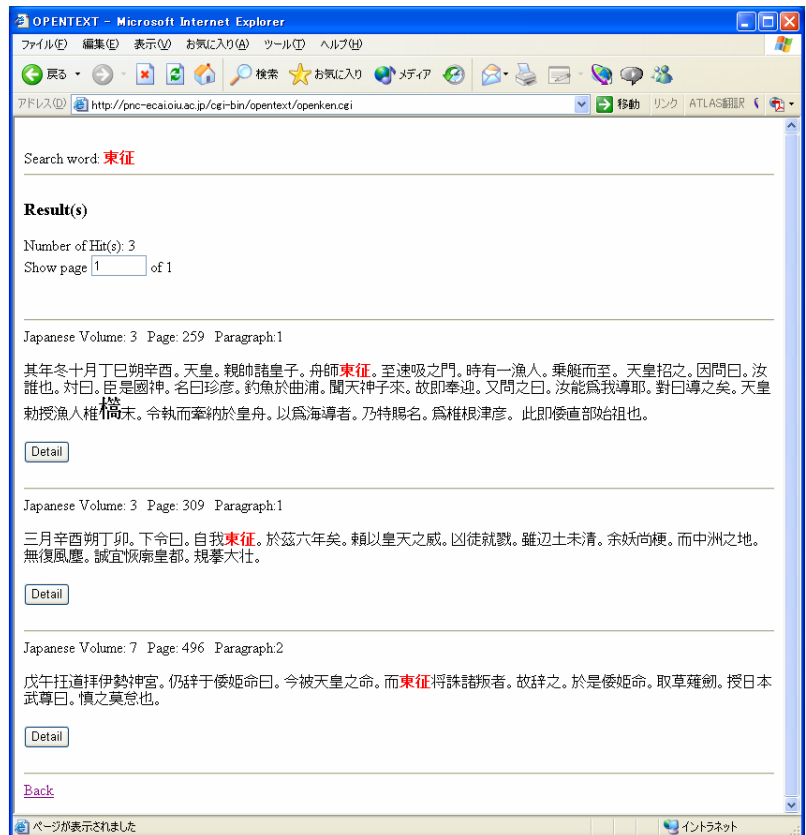 OPENTEXT - Microsoft Internet Explorer
ファイル(F) 編集(E) 表示(V) お気に入り(A) ツール(T) ヘルプ(H)
戻る 検索 お気に入り メディア
アドレス(D) http://pnc-ecai.oiu.ac.jp/cgi-bin/opentext/openken.cgi 移動 リンク ATLAS翻訳
Search word: 東征
Result(s)
Number of Hit(s): 3
Show page 1 of 1
Japanese Volume: 3 Page: 259 Paragraph:1
其年冬十月丁巳朔辛酉。天皇。親帥諸皇子。舟師東征。至速吸之門。時有一漁人。乗艇而至。天皇招之。因問曰。汝
誰也。対曰。臣是國神。名曰珍彦。釣魚於曲浦。聞天神子來。故即奉迎。又問之曰。汝能爲我導耶。對曰導之矣。天皇
勅授漁人椎㰏末。令執而牽納於皇舟。以爲海導者。乃特賜名。爲椎根津彦。此即倭直部始祖也。
Detail
Japanese Volume: 3 Page: 309 Paragraph:1
三月辛酉朔丁卯。下令曰。自我東征。於茲六年矣。頼以皇天之威。凶徒就戮。雖辺土未清。余妖尚梗。而中洲之地。
無復風塵。誠宜恢廓皇都。規摹大壮。
Detail
Japanese Volume: 7 Page: 496 Paragraph:2
戊午抂道拝伊勢神宮。仍辞于倭姫命曰。今被天皇之命。而東征将誅諸叛者。故辞之。於是倭姫命。取草薙劒。授日本
武尊曰。慎之莫怠也。
Detail
Back
ページが表示されました イントラネット